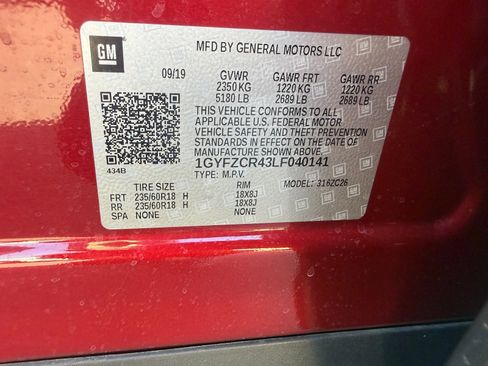 GM
MFD BY GENERAL MOTORS LLC
09/19 GVWR GAWR FRT GAWR RR
2350 KG 1220 KG 1220 KG
5180 LB 2689 LB 2689 LB
THIS VEHICLE CONFORMS TO ALL
APPLICABLE U.S. FEDERAL MOTOR
VEHICLE SAFETY AND THEFT PREVENTION
STANDARDS IN EFFECT ON THE DATE OF
MANUFACTURE SHOWN ABOVE.
434B
1GYFZCR43LF040141
TYPE: M.P.V.
TIRE SIZE RIM MODEL: 316ZC26
FRT 235/60R18 H 18X8J
RR 235/60R18 H 18X8J
SPA NONE NONE